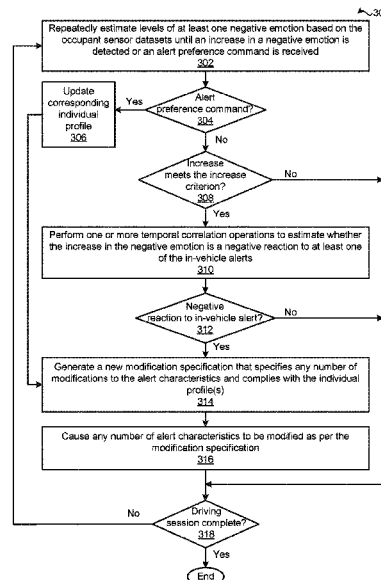 30
Repeatedly estimate levels of at least one negative emotion based on the
occupant sensor datasets until an increase in a negative emotion is
detected or an alert preference command is received
302
Update
corresponding
individual
profile
306
Yes
Alert
preference
command?
304
No
Increase
meets the increase
criterion?
308
No
Yes
Perform one or more temporal correlation operations to estimate whether
the increase in the negative emotion is a negative reaction to at least one
of the in-vehicle alerts
310
Negative
reaction to in-vehicle alert?
312
No
Yes
Generate a new modification specification that specifies any number of
modifications to the alert characteristics and complies with the individual
profile(s)
314
Cause any number of alert characteristics to be modified as per the
modification specification
316
No
Driving
session complete?
318
Yes
End